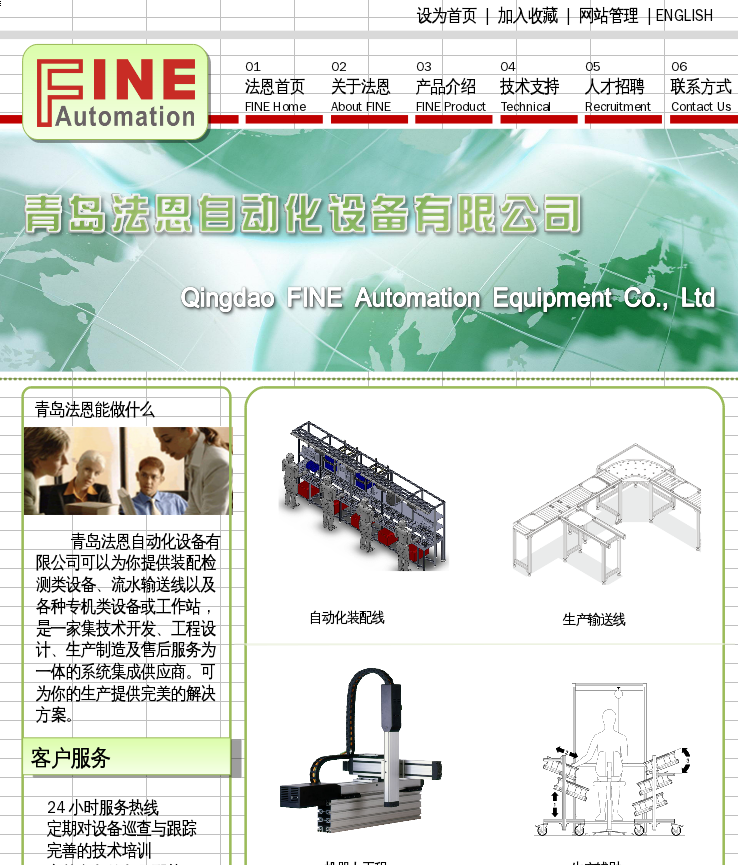 设为首页 | 加入收藏 | 网站管理 | ENGLISH
FINE
Automation
01 02 03 04 05 06
法恩首页 关于法恩 产品介绍 技术支持 人才招聘 联系方式
FINE Home About FINE FINE Product Technical Recruitment Contact Us
青岛法恩自动化设备有限公司
Qingdao FINE Automation Equipment Co., Ltd
青岛法恩能做什么
青岛法恩自动化设备有
限公司可以为你提供装配检
测类设备、流水输送线以及
各种专机类设备或工作站，
是一家集技术开发、工程设
计、生产制造及售后服务为
一体的系统集成供应商。可
为你的生产提供完美的解决
方案。
客户服务
24 小时服务热线
定期对设备巡查与跟踪
完善的技术培训
自动化装配线
生产输送线